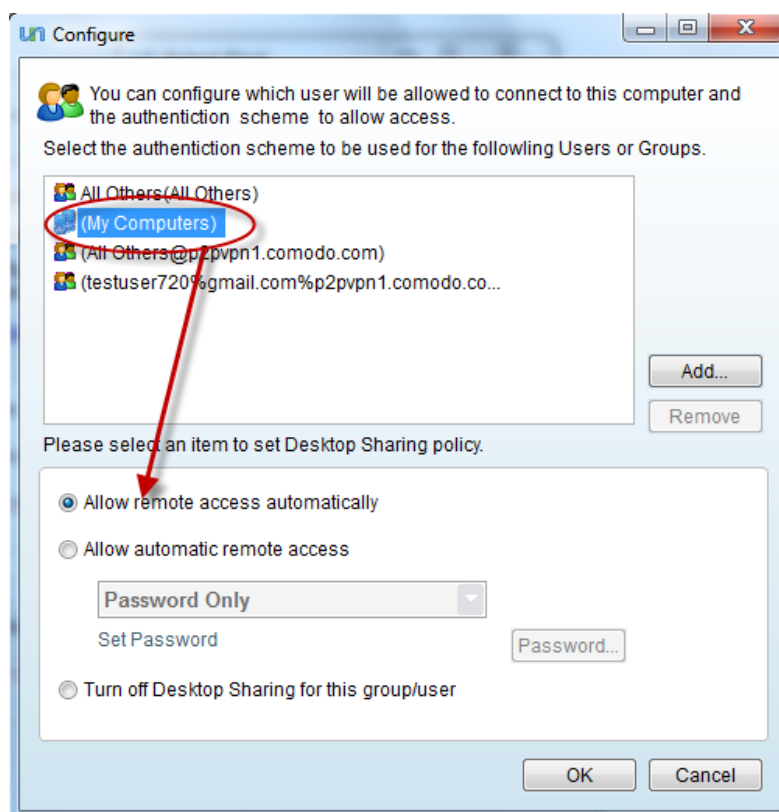 Configure
You can configure which user will be allowed to connect to this computer and
the authentiction scheme to allow access.
Select the authentiction scheme to be used for the followling Users or Groups.
All Others(All Others)
(My Computers)
(All Others@p2pvpn1.comodo.com)
(testuser720%gmail.com%p2pvpn1.comodo.co...
Add...
Remove
Please select an item to set Desktop Sharing policy.
Allow remote access automatically
Allow automatic remote access
Password Only
Set Password
Password...
Turn off Desktop Sharing for this group/user
OK
Cancel